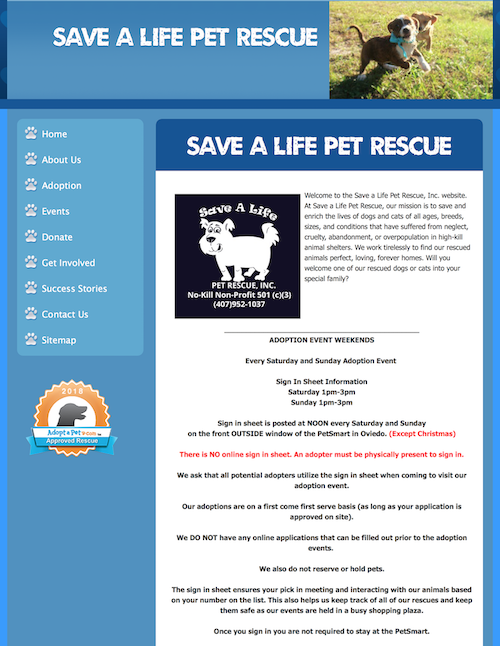 SAVE A LIFE PET RESCUE
Home
About Us
Adoption
Events
Donate
Get Involved
Success Stories
Contact Us
Sitemap
2018
Adopt a Pet.com
Approved Rescue
SAVE A LIFE PET RESCUE
Save A Life
PET RESCUE, INC.
No-Kill Non-Profit 501 (c)(3)
(407)952-1037
Welcome to the Save a Life Pet Rescue, Inc. website.
At Save a Life Pet Rescue, our mission is to save and
enrich the lives of dogs and cats of all ages, breeds,
sizes, and conditions that have suffered from neglect,
cruelty, abandonment, or overpopulation in high-kill
animal shelters. We work tirelessly to find our rescued
animals perfect, loving, forever homes. Will you
welcome one of our rescued dogs or cats into your
special family?
ADOPTION EVENT WEEKENDS
Every Saturday and Sunday Adoption Event
Sign In Sheet Information
Saturday 1pm-3pm
Sunday 1pm-3pm
Sign in sheet is posted at NOON every Saturday and Sunday
on the front OUTSIDE window of the PetSmart in Oviedo. (Except Christmas)
There is NO online sign in sheet. An adopter must be physically present to sign in.
We ask that all potential adopters utilize the sign in sheet when coming to visit our
adoption event.
Our adoptions are on a first come first serve basis (as long as your application is
approved on site).
We DO NOT have any online applications that can be filled out prior to the adoption
events.
We also do not reserve or hold pets.
The sign in sheet ensures your pick in meeting and interacting with our animals based
on your number on the list. This also helps us keep track of all of our rescues and keep
them safe as our events are held in a busy shopping plaza.
Once you sign in you are not required to stay at the PetSmart.